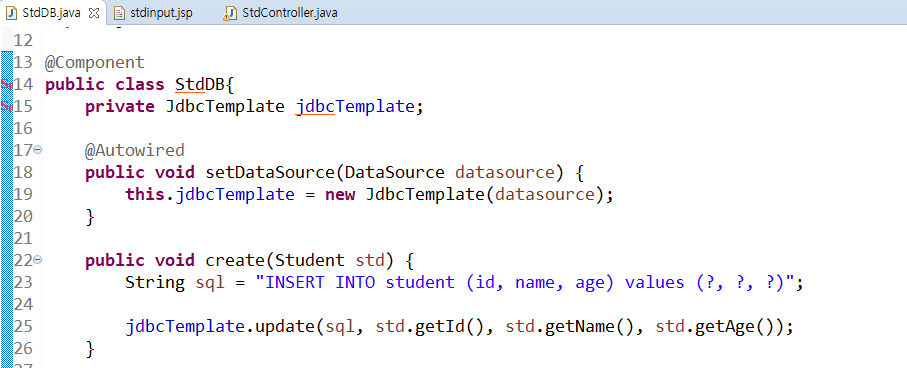 StdDB.java stdinput.jsp StdController.java
12
13 @Component
14 public class StdDB{
15 private JdbcTemplate jdbcTemplate;
16
17 @Autowired
18 public void setDataSource(DataSource datasource) {
19 this.jdbcTemplate = new JdbcTemplate(datasource);
20 }
21
22 public void create(Student std) {
23 String sql = "INSERT INTO student (id, name, age) values (?, ?, ?)";
24
25 jdbcTemplate.update(sql, std.getId(), std.getName(), std.getAge());
26 }